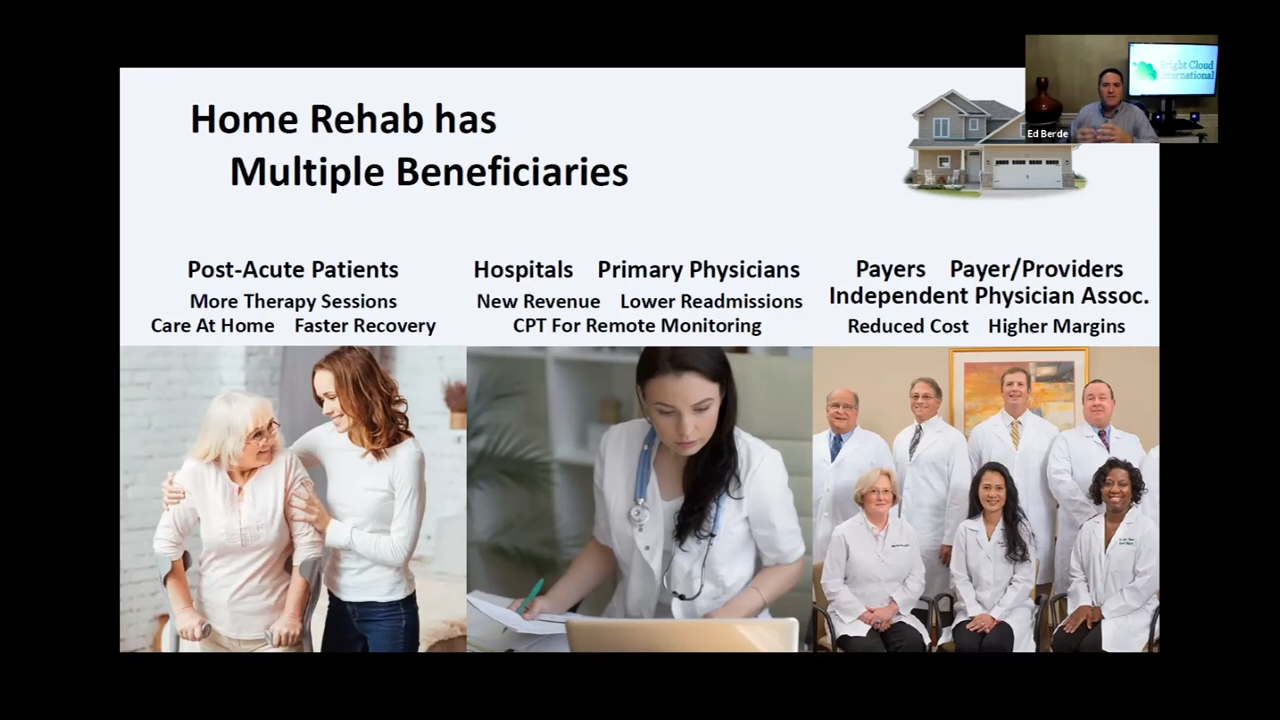 Home Rehab has
Multiple Beneficiaries
Bright Cloud
International
Ed Berde
Post-Acute Patients
More Therapy Sessions
Care At Home Faster Recovery
Hospitals Primary Physicians
New Revenue Lower Readmissions
CPT For Remote Monitoring
Payers Payer/Providers
Independent Physician Assoc.
Reduced Cost Higher Margins